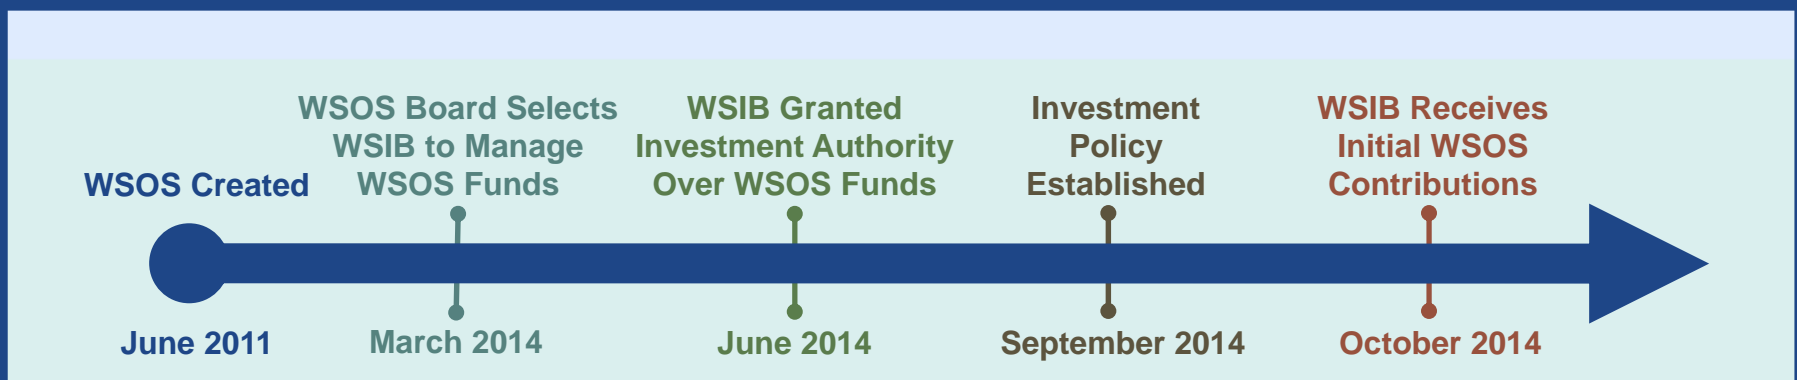 WSOS Created
June 2011
WSOS Board Selects
WSIB to Manage
WSOS Funds
March 2014
WSIB Granted
Investment Authority
Over WSOS Funds
June 2014
Investment
Policy
Established
September 2014
WSIB Receives
Initial WSOS
Contributions
October 2014